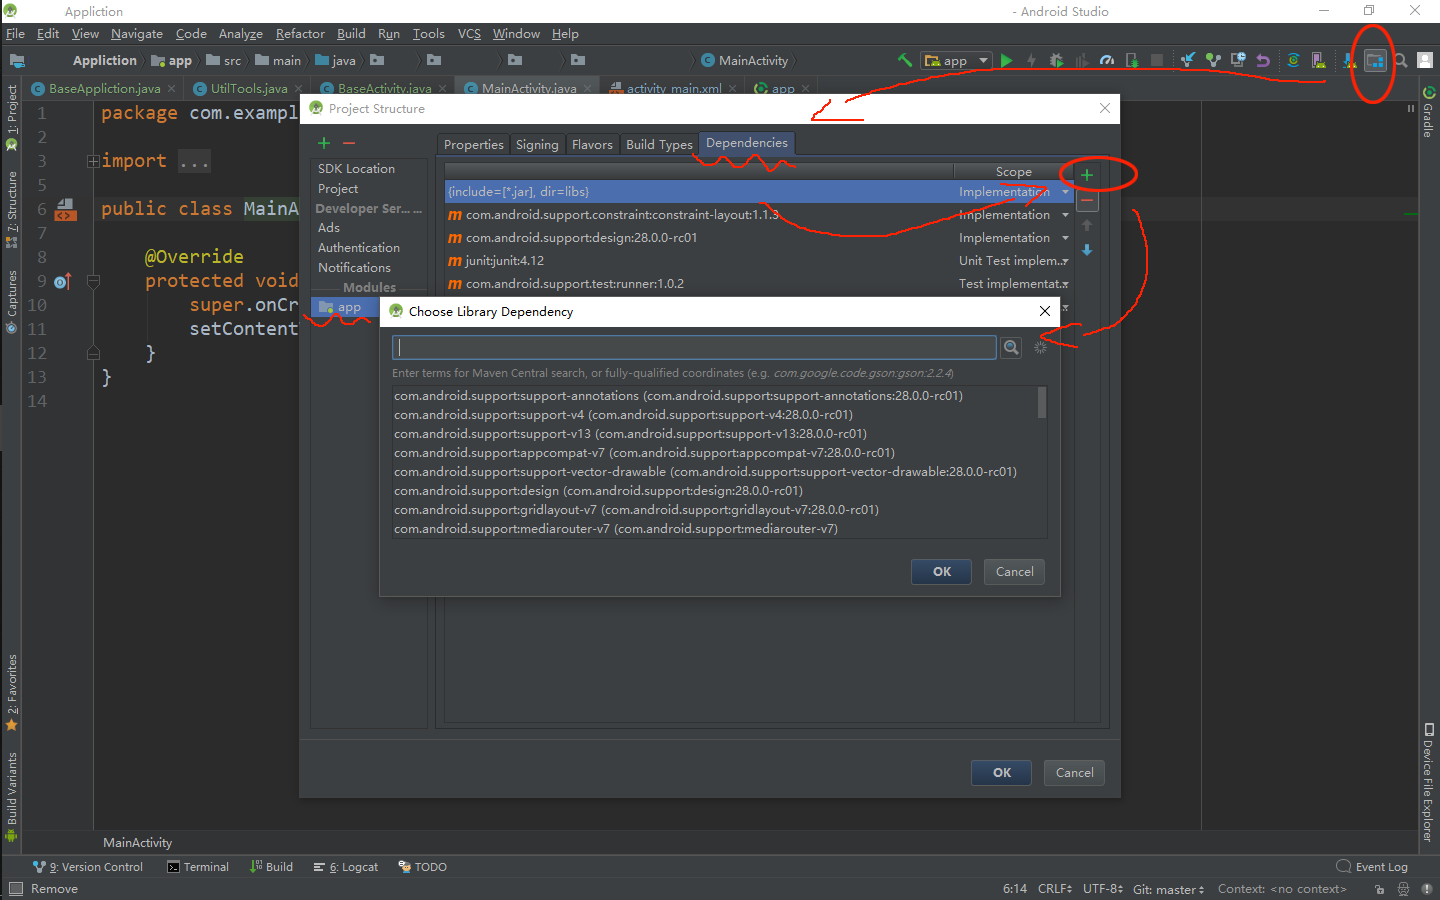 Appliction
- Android Studio
File Edit View Navigate Code Analyze Refactor Build Run Tools VCS Window Help
Appliction app src main java MainActivity app
BaseAppliction.java UtilTools.java BaseActivity.java MainActivity.java activity_main.xml app
1: Project
7: Structure
Captures
2: Favorites
Build Variants
Gradle
Device File Explorer
1 package com.exampl
2
3 import ...
5
6 public class MainA
7
8 @Override
9 protected void
10 super.onCr
11 setContent
12 }
13 }
14
Project Structure
SDK Location
Project
Developer Ser... ...
Ads
Authentication
Notifications
Modules
app
Properties Signing Flavors Build Types Dependencies
Scope
{include=[*.jar], dir=libs} Implementation
m com.android.support.constraint:constraint-layout:1.1.3 Implementation
m com.android.support:design:28.0.0-rc01 Implementation
m junit:junit:4.12 Unit Test implem...
m com.android.support.test:runner:1.0.2 Test implementat...
Choose Library Dependency
Enter terms for Maven Central search, or fully-qualified coordinates (e.g. com.google.code.gson:gson:2.2.4)
com.android.support:support-annotations (com.android.support:support-annotations:28.0.0-rc01)
com.android.support:support-v4 (com.android.support:support-v4:28.0.0-rc01)
com.android.support:support-v13 (com.android.support:support-v13:28.0.0-rc01)
com.android.support:appcompat-v7 (com.android.support:appcompat-v7:28.0.0-rc01)
com.android.support:support-vector-drawable (com.android.support:support-vector-drawable:28.0.0-rc01)
com.android.support:design (com.android.support:design:28.0.0-rc01)
com.android.support:gridlayout-v7 (com.android.support:gridlayout-v7:28.0.0-rc01)
com.android.support:mediarouter-v7 (com.android.support:mediarouter-v7)
OK Cancel
OK Cancel
MainActivity
9: Version Control Terminal Build 6: Logcat TODO Event Log
Remove 6:14 CRLF UTF-8 Git: master Context: <no context>